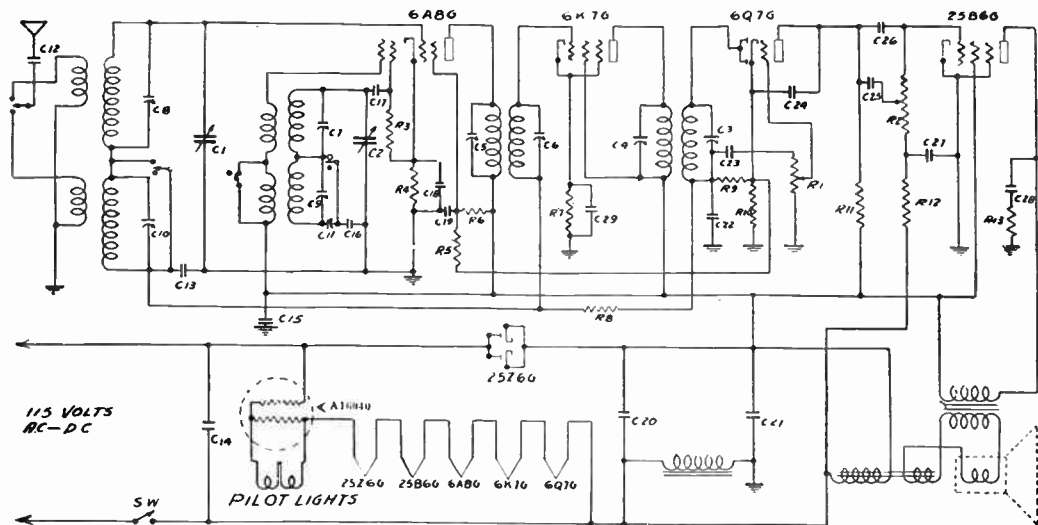 6A8G
6K7G
6Q7G
25B6G
C12
C8
C1
C7
C2
C17
R3
C5
C6
C4
C3
C23
C24
R1
C26
C25
R2
C27
C28
R13
C9
C11
C16
R4
C18
C19
R6
R5
R7
C29
R9
C22
R10
R11
R12
C10
C13
C15
R8
25Z6G
115 VOLTS
AC-DC
C14
A16040
C20
C21
25Z6G
25B6G
6A8G
6K7G
6Q7G
PILOT LIGHTS
SW